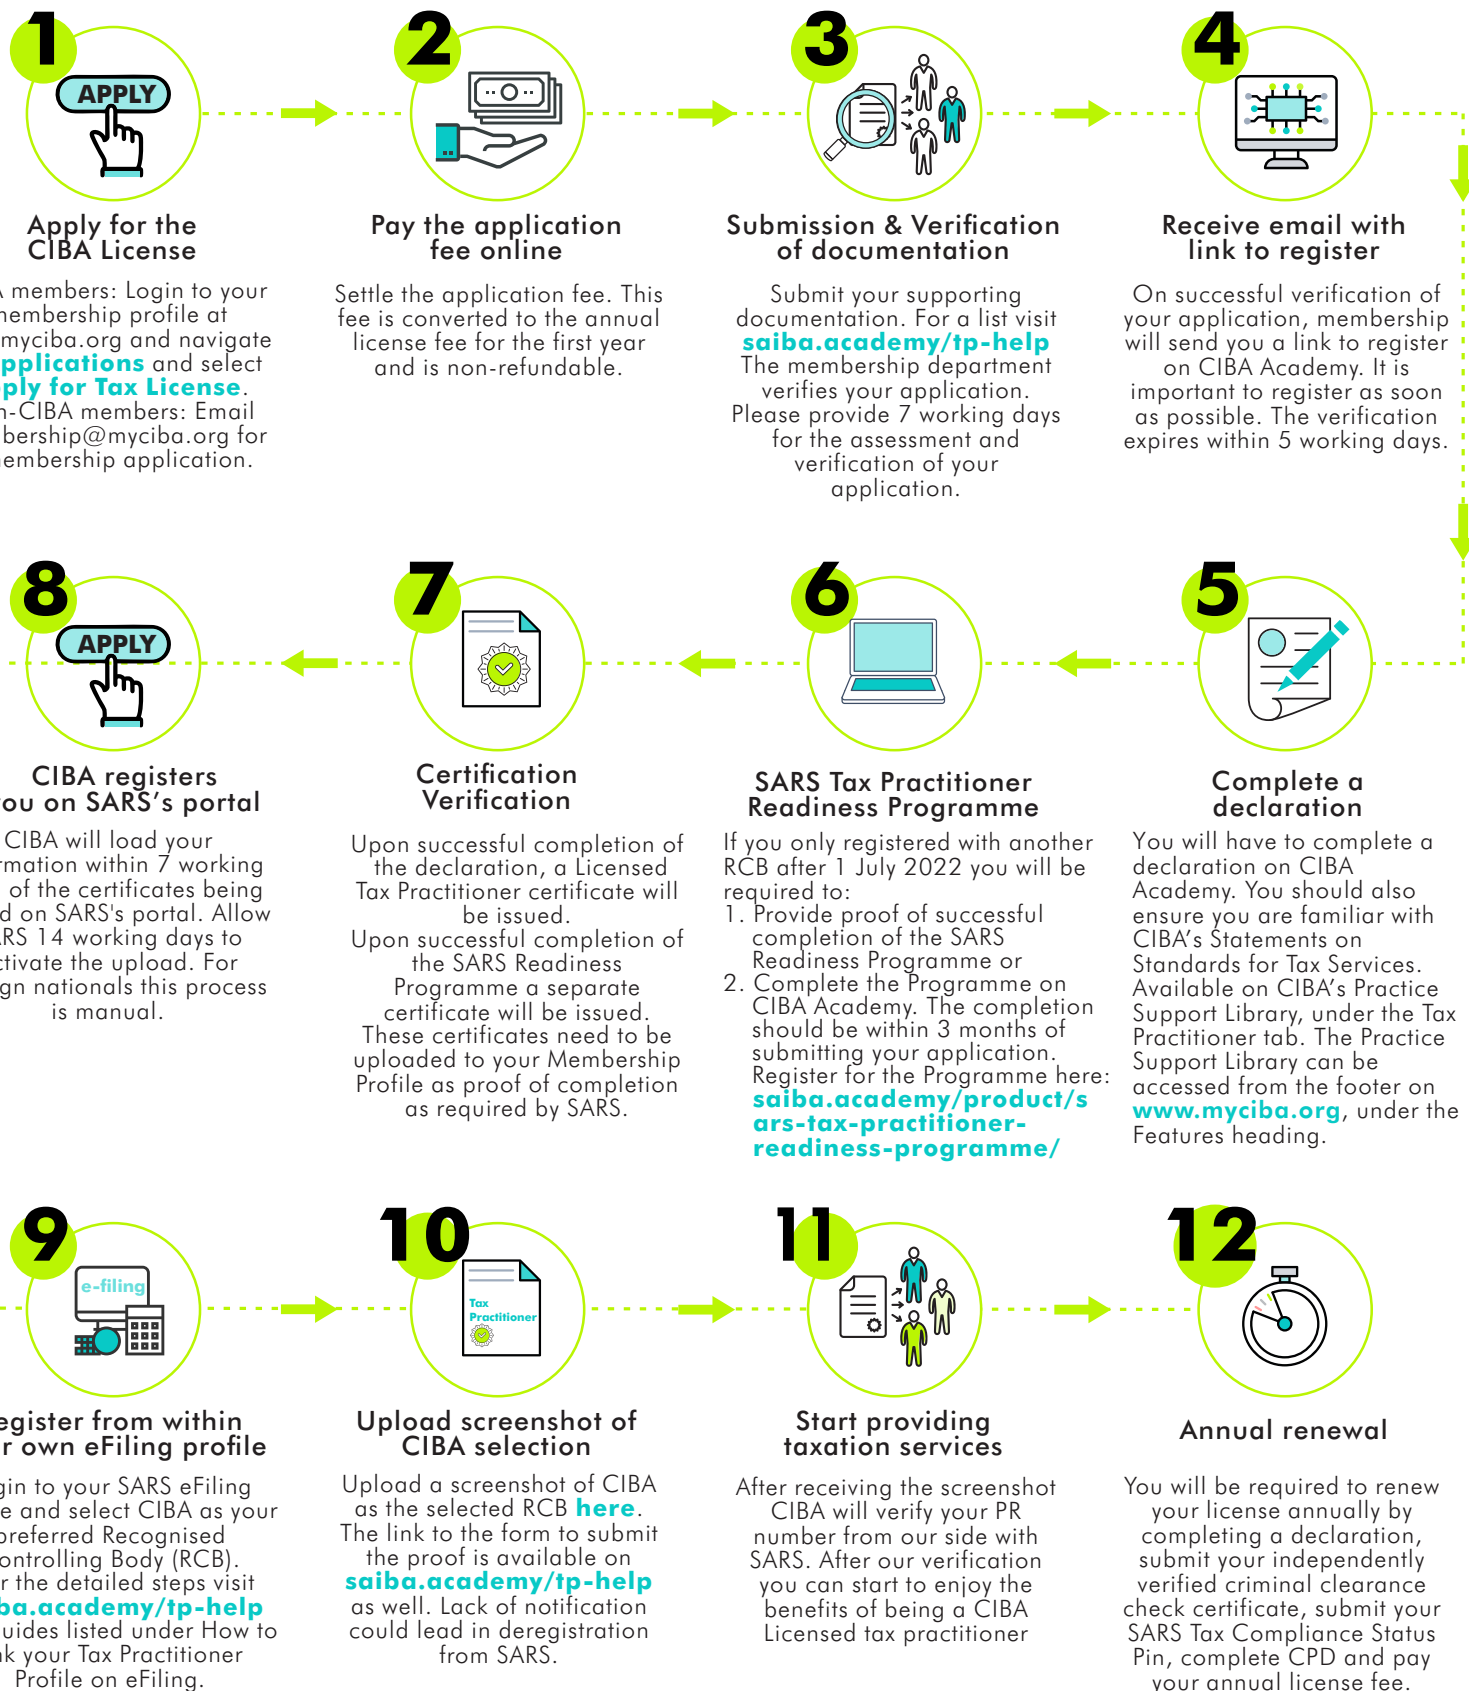 1
APPLY
Apply for the
CIBA License
A members: Login to your
membership profile at
myciba.org and navigate
pplications and select
ply for Tax License.
n-CIBA members: Email
bership@myciba.org for
membership application.
2
Pay the application
fee online
Settle the application fee. This
fee is converted to the annual
license fee for the first year
and is non-refundable.
3
Submission & Verification
of documentation
Submit your supporting
documentation. For a list visit
saiba.academy/tp-help
The membership department
verifies your application.
Please provide 7 working days
for the assessment and
verification of your
application.
4
Receive email with
link to register
On successful verification of
your application, membership
will send you a link to register
on CIBA Academy. It is
important to register as soon
as possible. The verification
expires within 5 working days.
8
APPLY
CIBA registers
you on SARS's portal
CIBA will load your
rmation within 7 working
of the certificates being
d on SARS's portal. Allow
ARS 14 working days to
ctivate the upload. For
ign nationals this process
is manual.
7
Certification
Verification
Upon successful completion of
the declaration, a Licensed
Tax Practitioner certificate will
be issued.
Upon successful completion of
the SARS Readiness
Programme a separate
certificate will be issued.
These certificates need to be
uploaded to your Membership
Profile as proof of completion
as required by SARS.
6
SARS Tax Practitioner
Readiness Programme
If you only registered with another
RCB after 1 July 2022 you will be
required to:
1. Provide proof of successful
completion of the SARS
Readiness Programme or
2. Complete the Programme on
CIBA Academy. The completion
should be within 3 months of
submitting your application.
Register for the Programme here:
saiba.academy/product/s
ars-tax-practitioner-
readiness-programme/
5
Complete a
declaration
You will have to complete a
declaration on CIBA
Academy. You should also
ensure you are familiar with
CIBA's Statements on
Standards for Tax Services.
Available on CIBA's Practice
Support Library, under the Tax
Practitioner tab. The Practice
Support Library can be
accessed from the footer on
www.myciba.org, under the
Features heading.
9
e-filing
egister from within
r own eFiling profile
gin to your SARS eFiling
e and select CIBA as your
preferred Recognised
ontrolling Body (RCB).
r the detailed steps visit
ba.academy/tp-help
uides listed under How to
nk your Tax Practitioner
Profile on eFiling.
10
Tax
Practitioner
Upload screenshot of
CIBA selection
Upload a screenshot of CIBA
as the selected RCB here.
The link to the form to submit
the proof is available on
saiba.academy/tp-help
as well. Lack of notification
could lead in deregistration
from SARS.
11
Start providing
taxation services
After receiving the screenshot
CIBA will verify your PR
number from our side with
SARS. After our verification
you can start to enjoy the
benefits of being a CIBA
Licensed tax practitioner
12
Annual renewal
You will be required to renew
your license annually by
completing a declaration,
submit your independently
verified criminal clearance
check certificate, submit your
SARS Tax Compliance Status
Pin, complete CPD and pay
your annual license fee.